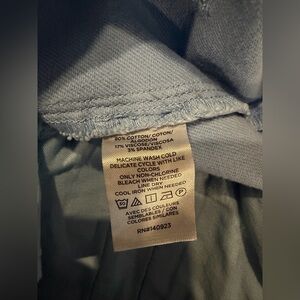 80% COTTON/ COTON/
ALGODON
17% VISCOSE/VISCOSA
3% SPANDEX
MACHINE WASH COLD
DELICATE CYCLE WITH LIKE
COLORS
ONLY NON-CHLORINE
BLEACH WHEN NEEDED
LINE DRY
COOL IRON WHEN NEEDED
AVEC DES COULEURS
SEMBLABLES / CON
COLORES SIMILARES
RN#140923